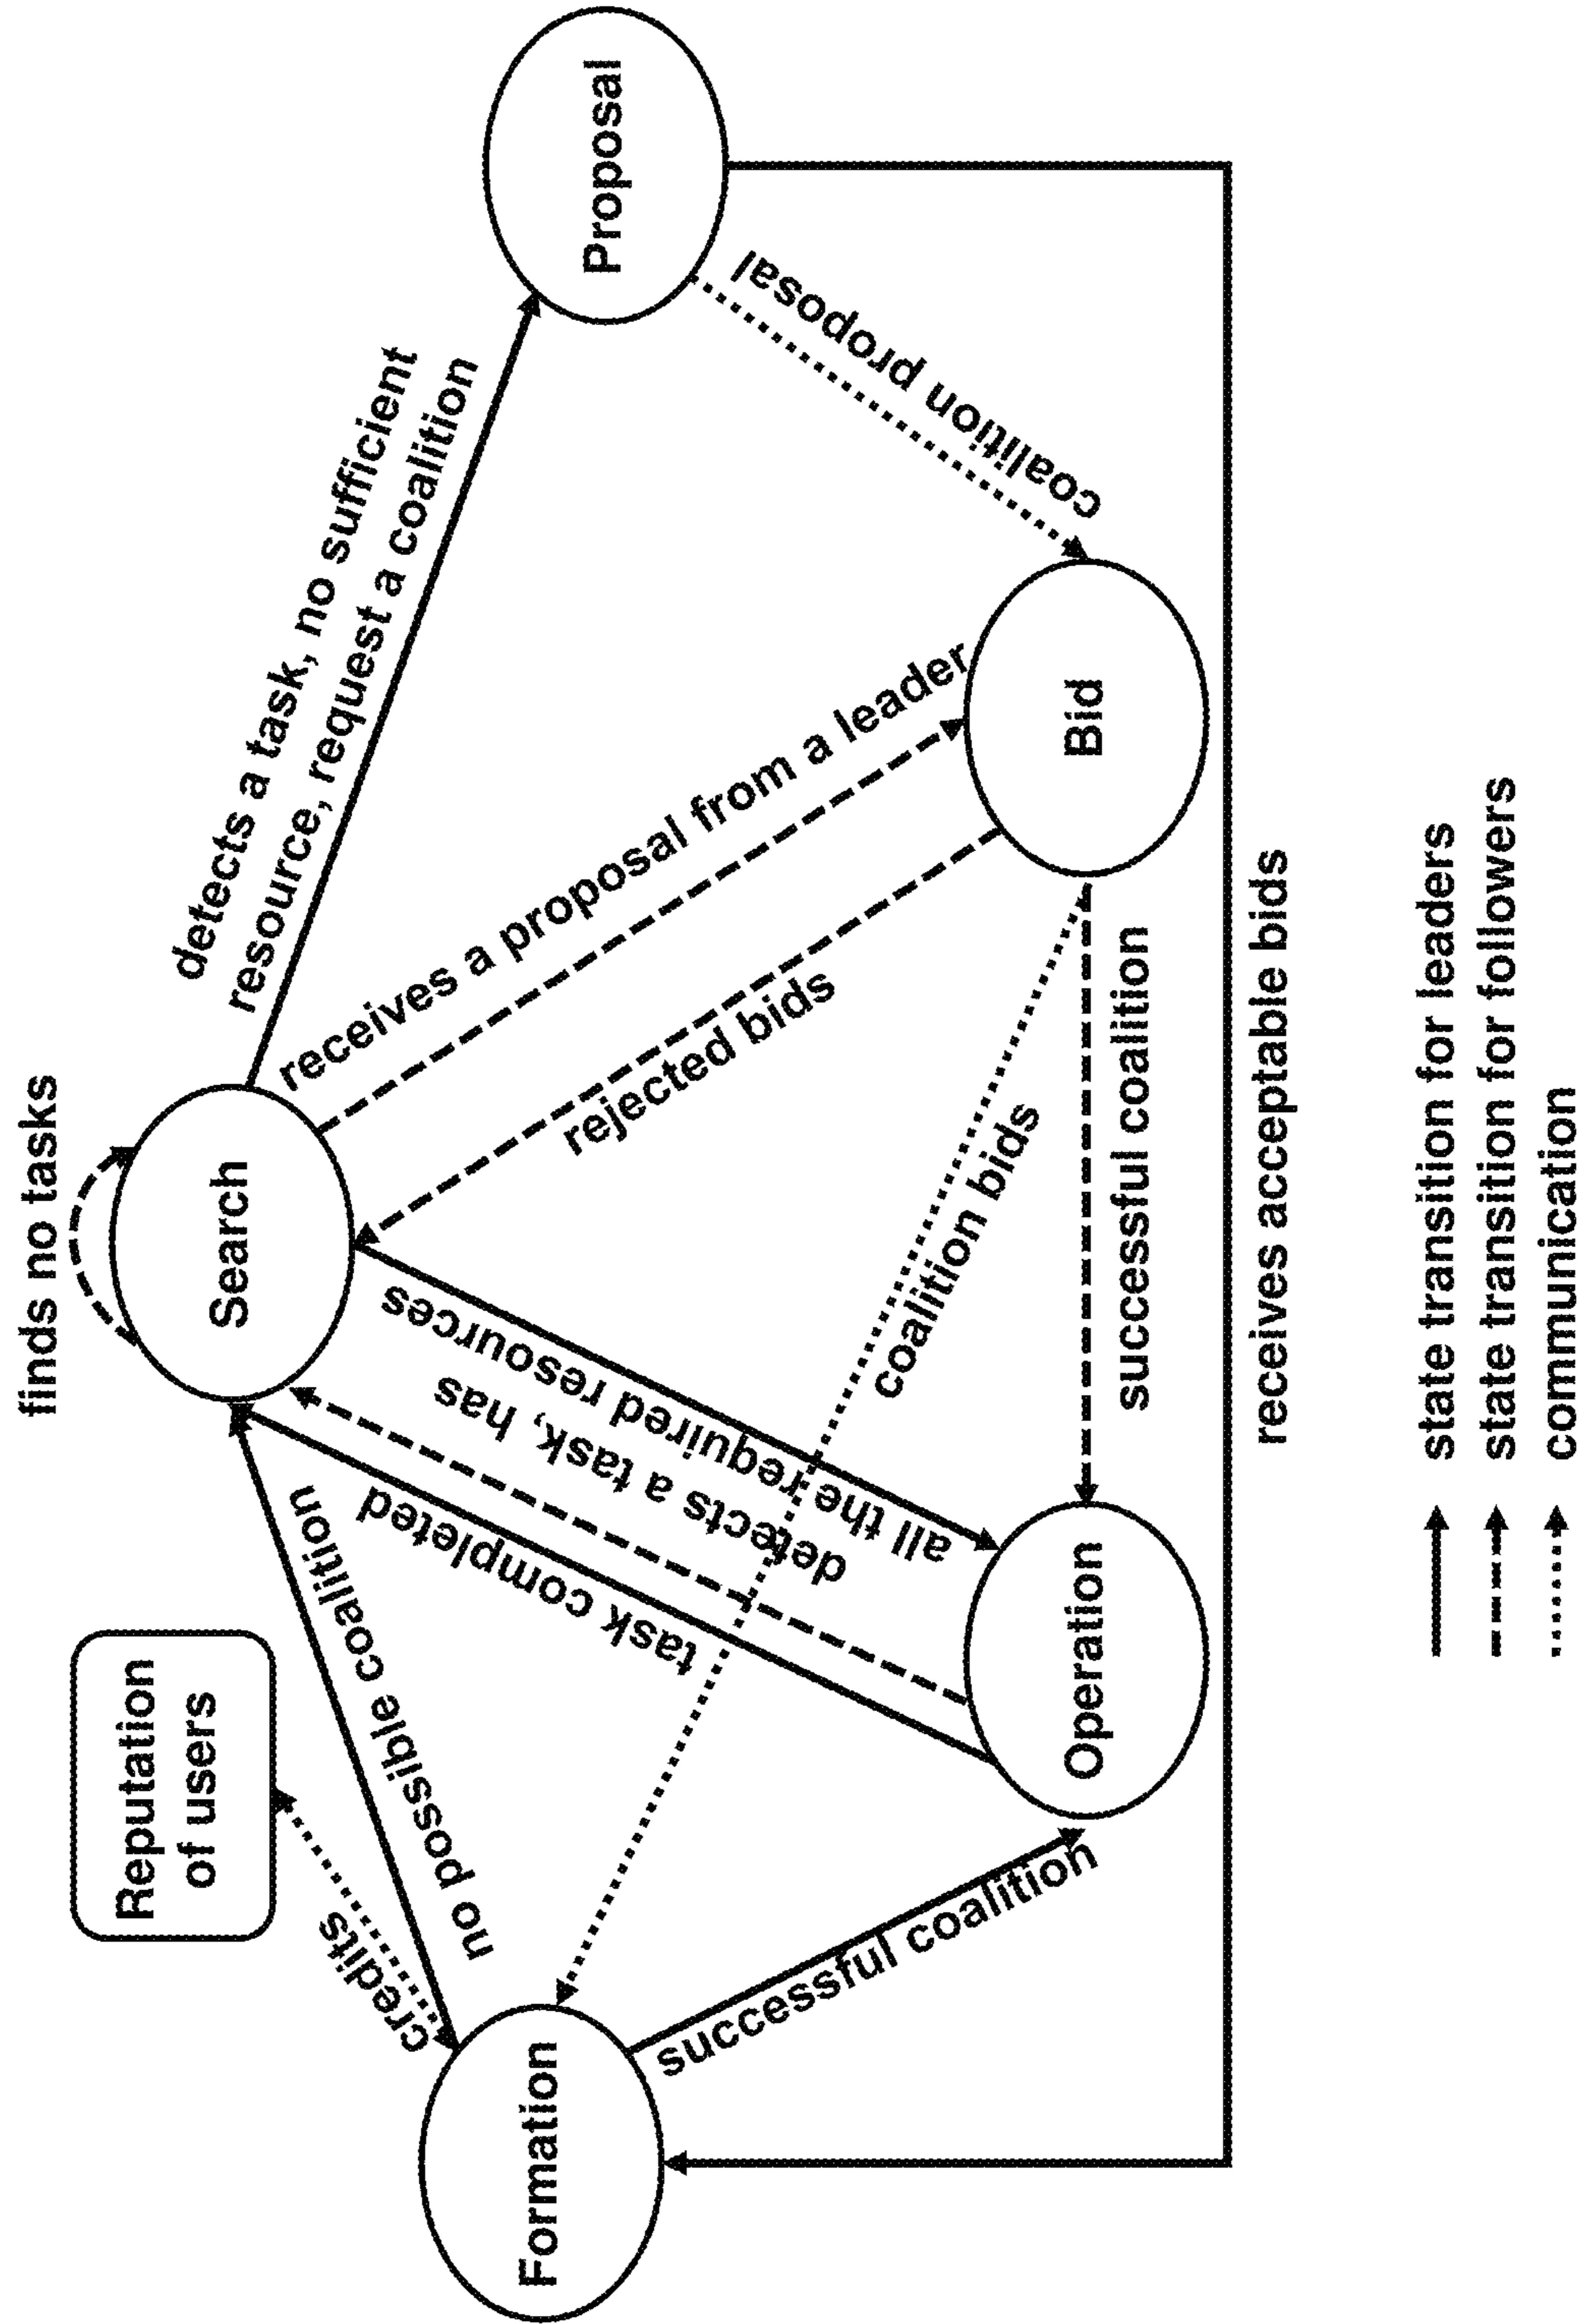 finds no tasks
Reputation
of users
Search
detects a task, no sufficient
resource, request a coalition
credits
no possible coalition
task completed
detects a task, has
all the required resources
receives a proposal from a leader
rejected bids
Formation
Proposal
coalition proposal
coalition bids
successful coalition
Operation
successful coalition
Bid
receives acceptable bids
state transition for leaders
state transition for followers
communication